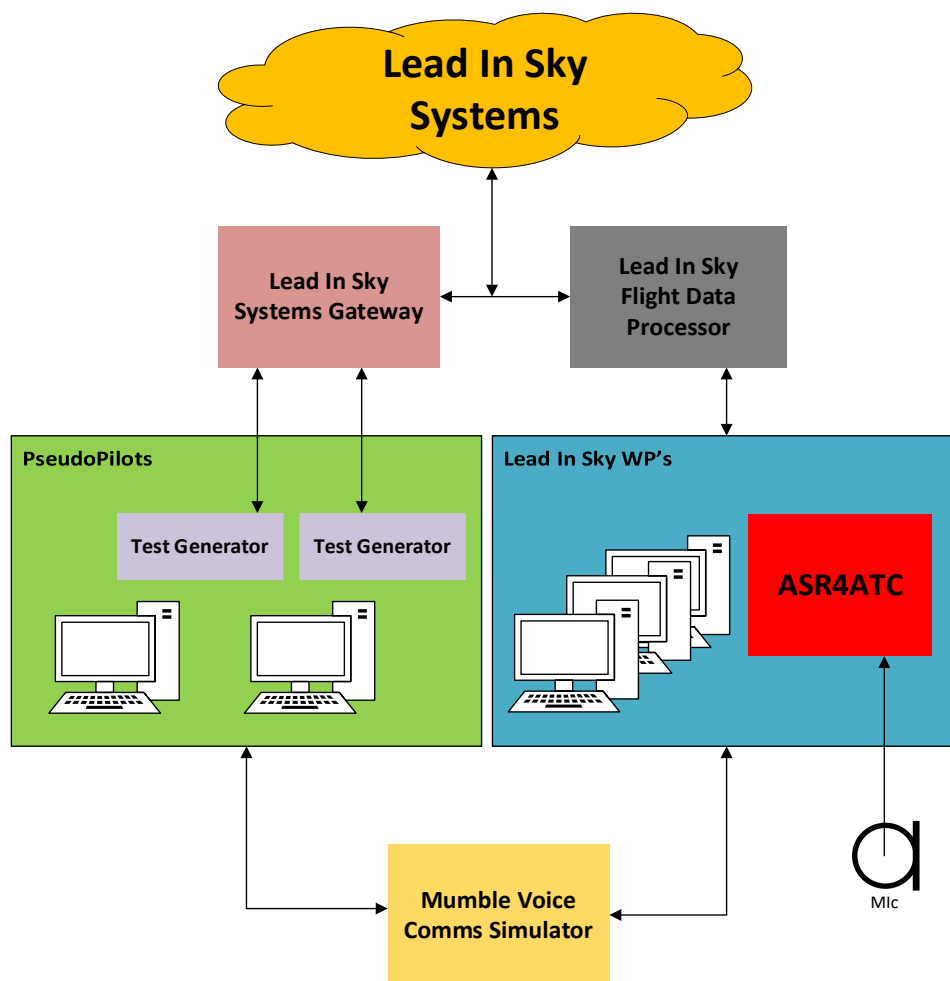 Lead In Sky
Systems
Lead In Sky
Systems Gateway
Lead In Sky
Flight Data
Processor
PseudoPilots
Test Generator
Test Generator
Lead In Sky WP's
ASR4ATC
MIc
Mumble Voice
Comms Simulator